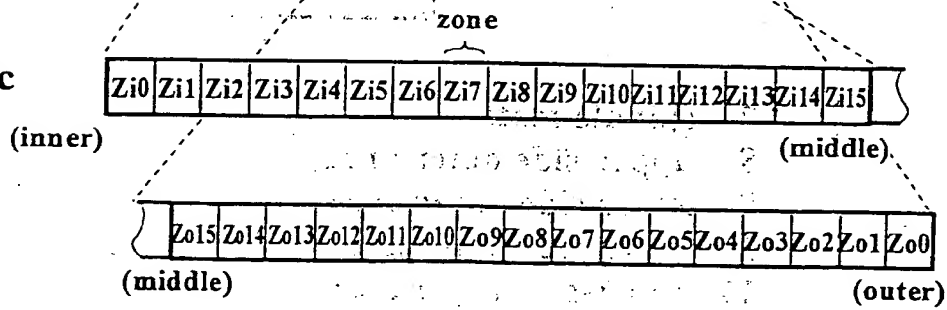 zone
c
Zi0 Zi1 Zi2 Zi3 Zi4 Zi5 Zi6 Zi7 Zi8 Zi9 Zi10 Zi11 Zi12 Zi13 Zi14 Zi15
(inner) (middle)
Zo15 Zo14 Zo13 Zo12 Zo11 Zo10 Zo9 Zo8 Zo7 Zo6 Zo5 Zo4 Zo3 Zo2 Zo1 Zo0
(middle) (outer)